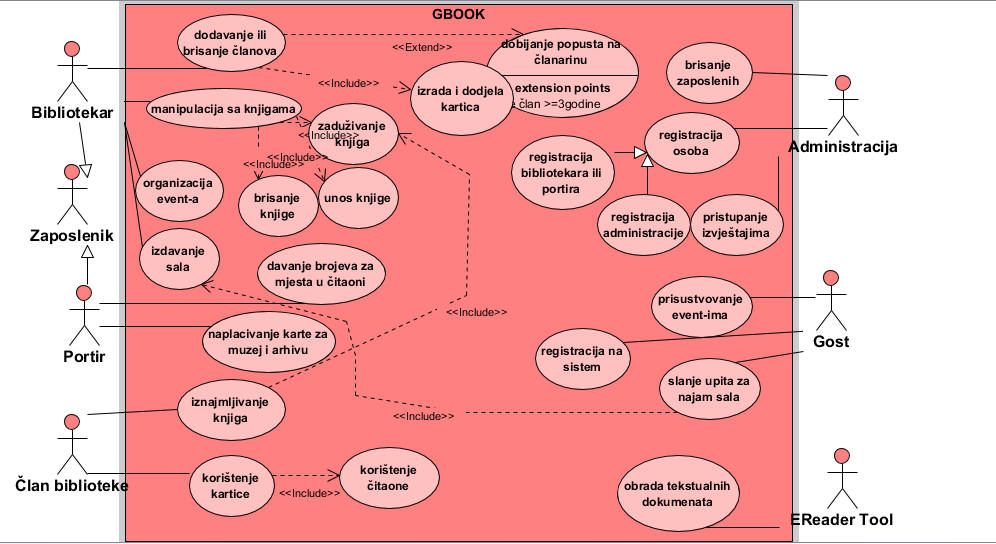 GBOOK
dodavanje ili
brisanje članova
<<Extend>>
dobijanje popusta na
članarinu
extension points
član >=3godine
<<Include>>
izrada i dodjela
kartica
brisanje
zaposlenih
Bibliotekar
manipulacija sa knjigama
zaduživanje
knjiga
<<Include>>
<<Include>>
<<Include>>
registracija
osoba
Administracija
registracija
bibliotekara ili
portira
organizacija
event-a
brisanje
knjige
unos knjige
registracija
administracije
pristupanje
izvještajima
Zaposlenik
izdavanje
sala
davanje brojeva za
mjesta u čitaoni
prisustvovanje
event-ima
<<Include>>
Portir
naplacivanje karte za
muzej i arhivu
Gost
registracija na
sistem
slanje upita za
najam sala
iznajmljivanje
knjiga
<<Include>>
Član biblioteke
korištenje
kartice
<<Include>>
korištenje
čitaone
obrada tekstualnih
dokumenata
EReader Tool